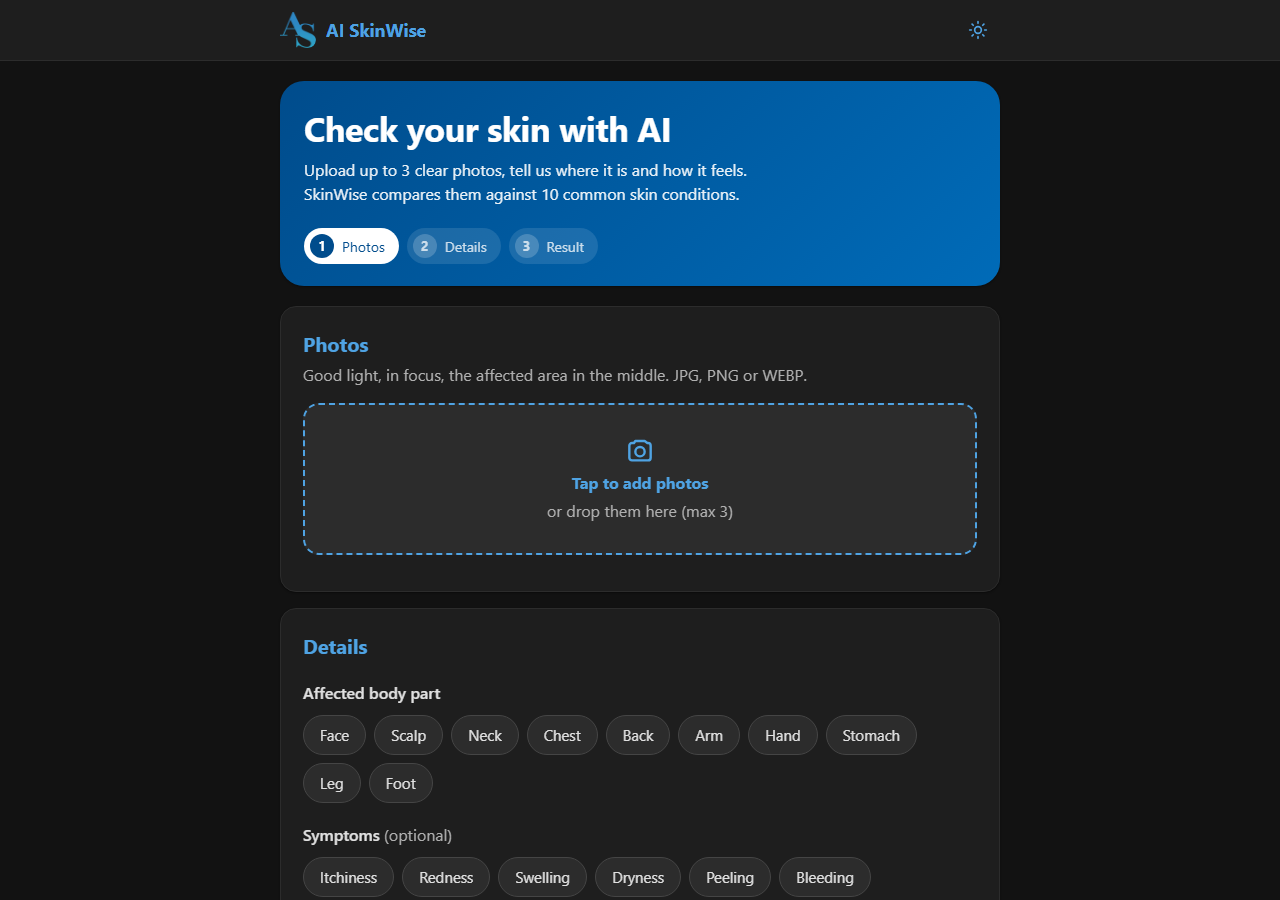 AS AI SkinWise
Check your skin with AI
Upload up to 3 clear photos, tell us where it is and how it feels.
SkinWise compares them against 10 common skin conditions.
1 Photos 2 Details 3 Result
Photos
Good light, in focus, the affected area in the middle. JPG, PNG or WEBP.
Tap to add photos
or drop them here (max 3)
Details
Affected body part
Face Scalp Neck Chest Back Arm Hand Stomach
Leg Foot
Symptoms (optional)
Itchiness Redness Swelling Dryness Peeling Bleeding